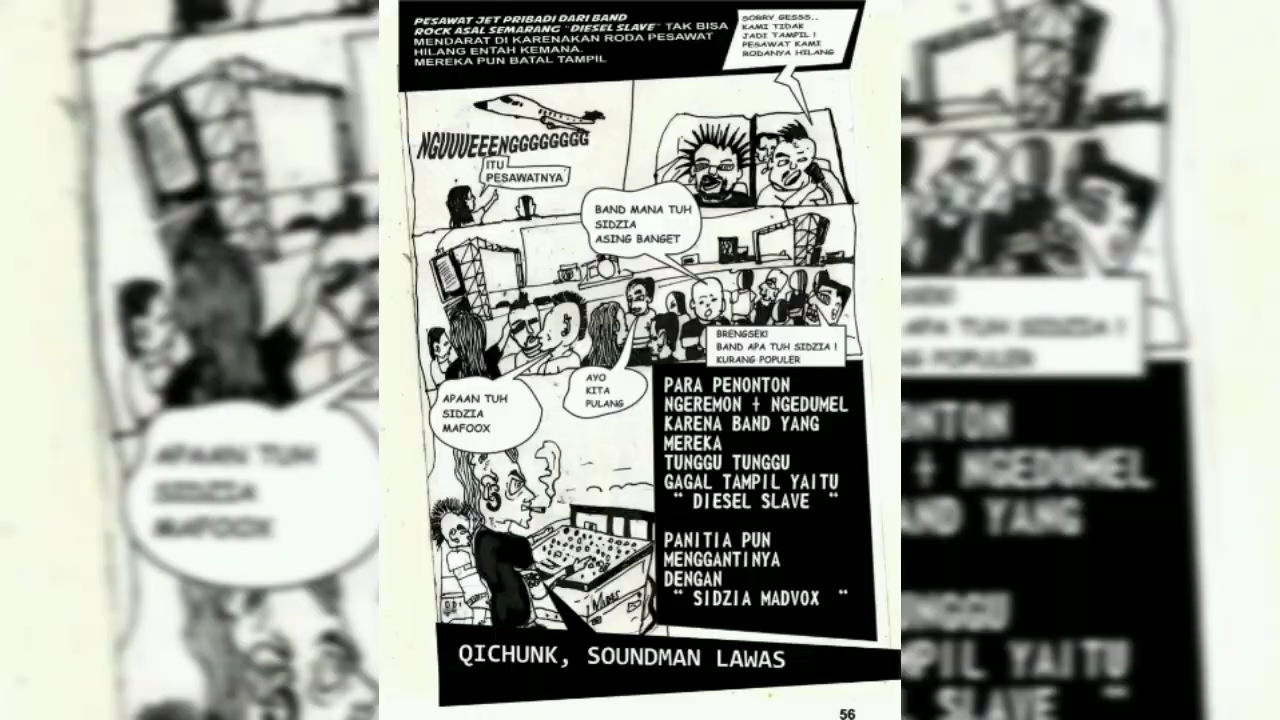 PESAWAT JET PRIBADI DARI BAND
ROCK ASAL SEMARANG "DIESEL SLAVE" TAK BISA
MENDARAT DI KARENAKAN RODA PESAWAT
HILANG ENTAH KEMANA.
MEREKA PUN BATAL TAMPIL
SORRY GESSS..
KAMI TIDAK
JADI TAMPIL !
PESAWAT KAMI
RODANYA HILANG
NGUUUEEENGGGGGGGG
ITU
PESAWATNYA
BAND MANA TUH
SIDZIA
ASING BANGET
BRENGSEK!
BAND APA TUH SIDZIA !
KURANG POPULER
APAAN TUH
SIDZIA
MAFOOX
AYO
KITA
PULANG
PARA PENONTON
NGEREMON + NGEDUMEL
KARENA BAND YANG
MEREKA
TUNGGU TUNGGU
GAGAL TAMPIL YAITU
" DIESEL SLAVE "
PANITIA PUN
MENGGANTINYA
DENGAN
" SIDZIA MADVOX "
QICHUNK, SOUNDMAN LAWAS
56